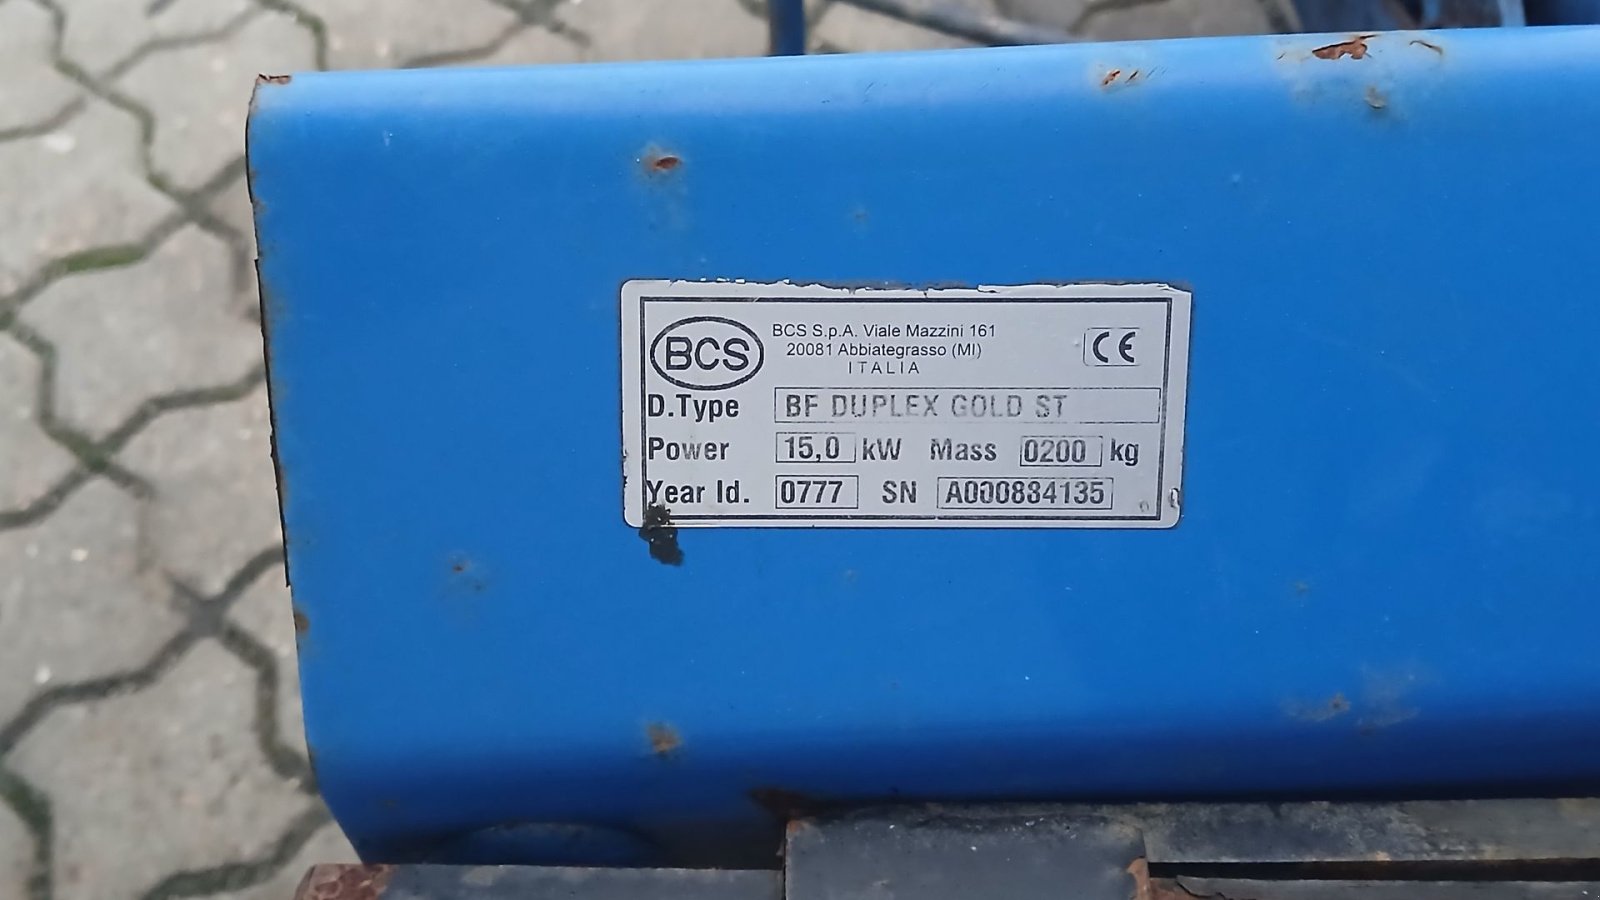 BCS
BCS S.p.A. Viale Mazzini 161
20081 Abbiategrasso (MI)
ITALIA
CE
D.Type BF DUPLEX GOLD ST
Power 15,0 kW Mass 0200 kg
Year Id. 0777 SN A000884135